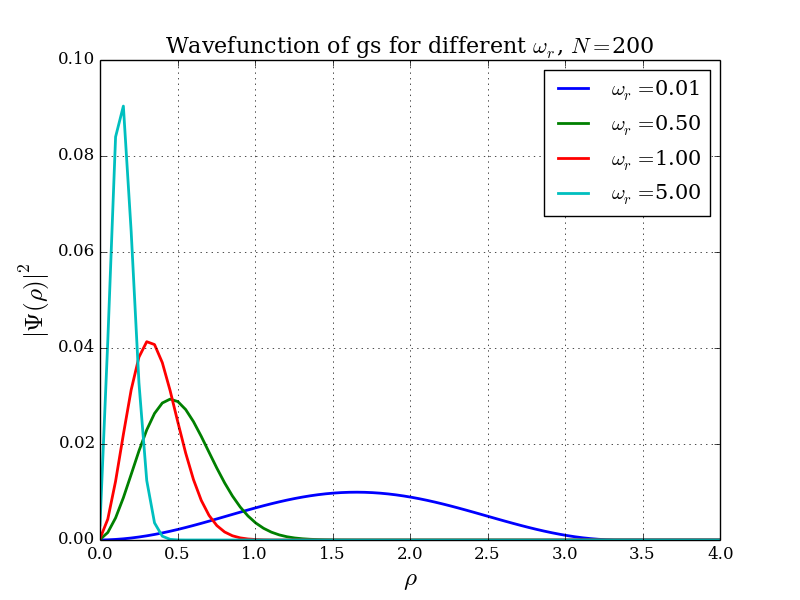 Wavefunction of gs for different ω_r, N=200
0.10
0.08
0.06
0.04
0.02
0.00
|Ψ(ρ)|²
ω_r =0.01
ω_r =0.50
ω_r =1.00
ω_r =5.00
0.0 0.5 1.0 1.5 2.0 2.5 3.0 3.5 4.0
ρ